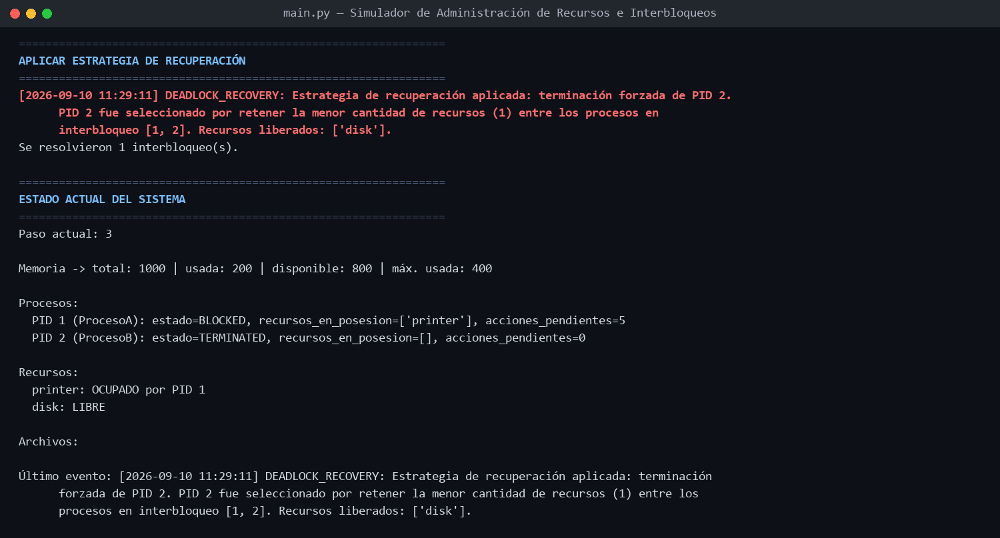 main.py — Simulador de Administración de Recursos e Interbloqueos
================================================================
APLICAR ESTRATEGIA DE RECUPERACIÓN
================================================================
[2026-09-10 11:29:11] DEADLOCK_RECOVERY: Estrategia de recuperación aplicada: terminación forzada de PID 2.
PID 2 fue seleccionado por retener la menor cantidad de recursos (1) entre los procesos en
interbloqueo [1, 2]. Recursos liberados: ['disk'].
Se resolvieron 1 interbloqueo(s).
================================================================
ESTADO ACTUAL DEL SISTEMA
================================================================
Paso actual: 3
Memoria -> total: 1000 | usada: 200 | disponible: 800 | máx. usada: 400
Procesos:
PID 1 (ProcesoA): estado=BLOCKED, recursos_en_posesion=['printer'], acciones_pendientes=5
PID 2 (ProcesoB): estado=TERMINATED, recursos_en_posesion=[], acciones_pendientes=0
Recursos:
printer: OCUPADO por PID 1
disk: LIBRE
Archivos:
Último evento: [2026-09-10 11:29:11] DEADLOCK_RECOVERY: Estrategia de recuperación aplicada: terminación
forzada de PID 2. PID 2 fue seleccionado por retener la menor cantidad de recursos (1) entre los
procesos en interbloqueo [1, 2]. Recursos liberados: ['disk'].